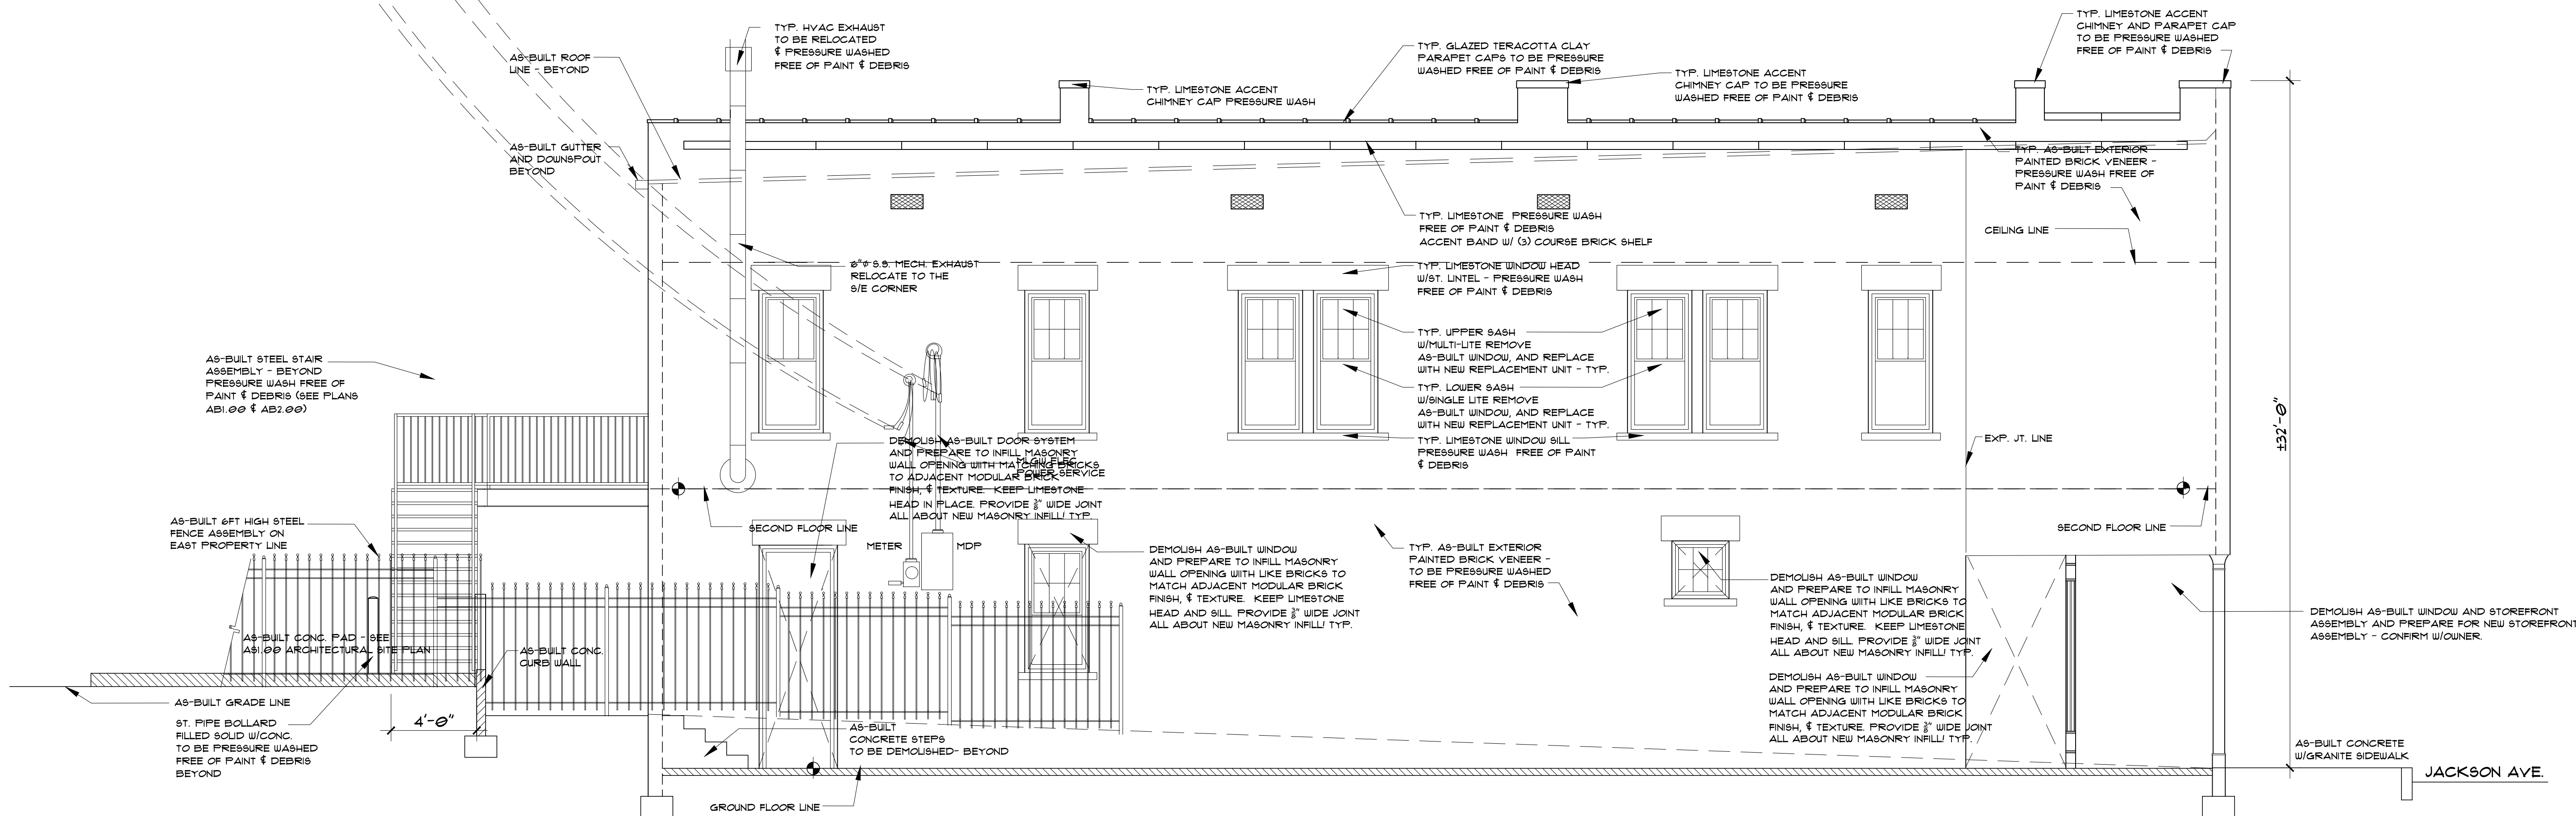 TYP. HVAC EXHAUST
TO BE RELOCATED
& PRESSURE WASHED
FREE OF PAINT & DEBRIS
AS-BUILT ROOF
LINE - BEYOND
TYP. LIMESTONE ACCENT
CHIMNEY CAP PRESSURE WASH
TYP. GLAZED TERACOTTA CLAY
PARAPET CAPS TO BE PRESSURE
WASHED FREE OF PAINT & DEBRIS
TYP. LIMESTONE ACCENT
CHIMNEY CAP TO BE PRESSURE
WASHED FREE OF PAINT & DEBRIS
TYP. LIMESTONE ACCENT
CHIMNEY AND PARAPET CAP
TO BE PRESSURE WASHED
FREE OF PAINT & DEBRIS
AS-BUILT GUTTER
AND DOWNSPOUT
BEYOND
TYP. AS-BUILT EXTERIOR
PAINTED BRICK VENEER -
PRESSURE WASH FREE OF
PAINT & DEBRIS
TYP. LIMESTONE PRESSURE WASH
FREE OF PAINT & DEBRIS
ACCENT BAND W/ (3) COURSE BRICK SHELF
CEILING LINE
6"Ø S.S. MECH. EXHAUST
RELOCATE TO THE
S/E CORNER
TYP. LIMESTONE WINDOW HEAD
W/ST. LINTEL - PRESSURE WASH
FREE OF PAINT & DEBRIS
TYP. UPPER SASH
W/MULTI-LITE REMOVE
AS-BUILT WINDOW, AND REPLACE
WITH NEW REPLACEMENT UNIT - TYP.
TYP. LOWER SASH
W/SINGLE LITE REMOVE
AS-BUILT WINDOW, AND REPLACE
WITH NEW REPLACEMENT UNIT - TYP.
TYP. LIMESTONE WINDOW SILL
PRESSURE WASH FREE OF PAINT
& DEBRIS
AS-BUILT STEEL STAIR
ASSEMBLY - BEYOND
PRESSURE WASH FREE OF
PAINT & DEBRIS (SEE PLANS
AB1.00 & AB2.00)
DEMOLISH AS-BUILT DOOR SYSTEM
AND PREPARE TO INFILL MASONRY
WALL OPENING WIITH MATCHING BRICKS
TO ADJACENT MODULAR BRICK
FINISH, & TEXTURE. KEEP LIMESTONE
HEAD IN PLACE. PROVIDE 3/8" WIDE JOINT
ALL ABOUT NEW MASONRY INFILL! TYP.
MLGW ELEC.
POWER SERVICE
EXP. JT. LINE
±32'-0"
AS-BUILT 6FT HIGH STEEL
FENCE ASSEMBLY ON
EAST PROPERTY LINE
SECOND FLOOR LINE
SECOND FLOOR LINE
METER
MDP
DEMOLISH AS-BUILT WINDOW
AND PREPARE TO INFILL MASONRY
WALL OPENING WIITH LIKE BRICKS TO
MATCH ADJACENT MODULAR BRICK
FINISH, & TEXTURE. KEEP LIMESTONE
HEAD AND SILL. PROVIDE 3/8" WIDE JOINT
ALL ABOUT NEW MASONRY INFILL! TYP.
TYP. AS-BUILT EXTERIOR
PAINTED BRICK VENEER -
TO BE PRESSURE WASHED
FREE OF PAINT & DEBRIS
DEMOLISH AS-BUILT WINDOW
AND PREPARE TO INFILL MASONRY
WALL OPENING WIITH LIKE BRICKS TO
MATCH ADJACENT MODULAR BRICK
FINISH, & TEXTURE. KEEP LIMESTONE
HEAD AND SILL. PROVIDE 3/8" WIDE JOINT
ALL ABOUT NEW MASONRY INFILL! TYP.
DEMOLISH AS-BUILT WINDOW AND STOREFRONT
ASSEMBLY AND PREPARE FOR NEW STOREFRONT
ASSEMBLY - CONFIRM W/OWNER.
AS-BUILT CONC. PAD - SEE
AS1.00 ARCHITECTURAL SITE PLAN
AS-BUILT CONC.
CURB WALL
DEMOLISH AS-BUILT WINDOW
AND PREPARE TO INFILL MASONRY
WALL OPENING WIITH LIKE BRICKS TO
MATCH ADJACENT MODULAR BRICK
FINISH, & TEXTURE. PROVIDE 3/8" WIDE JOINT
ALL ABOUT NEW MASONRY INFILL! TYP.
AS-BUILT GRADE LINE
4'-0"
ST. PIPE BOLLARD
FILLED SOLID W/CONC.
TO BE PRESSURE WASHED
FREE OF PAINT & DEBRIS
BEYOND
AS-BUILT
CONCRETE STEPS
TO BE DEMOLISHED- BEYOND
AS-BUILT CONCRETE
W/GRANITE SIDEWALK
JACKSON AVE.
GROUND FLOOR LINE